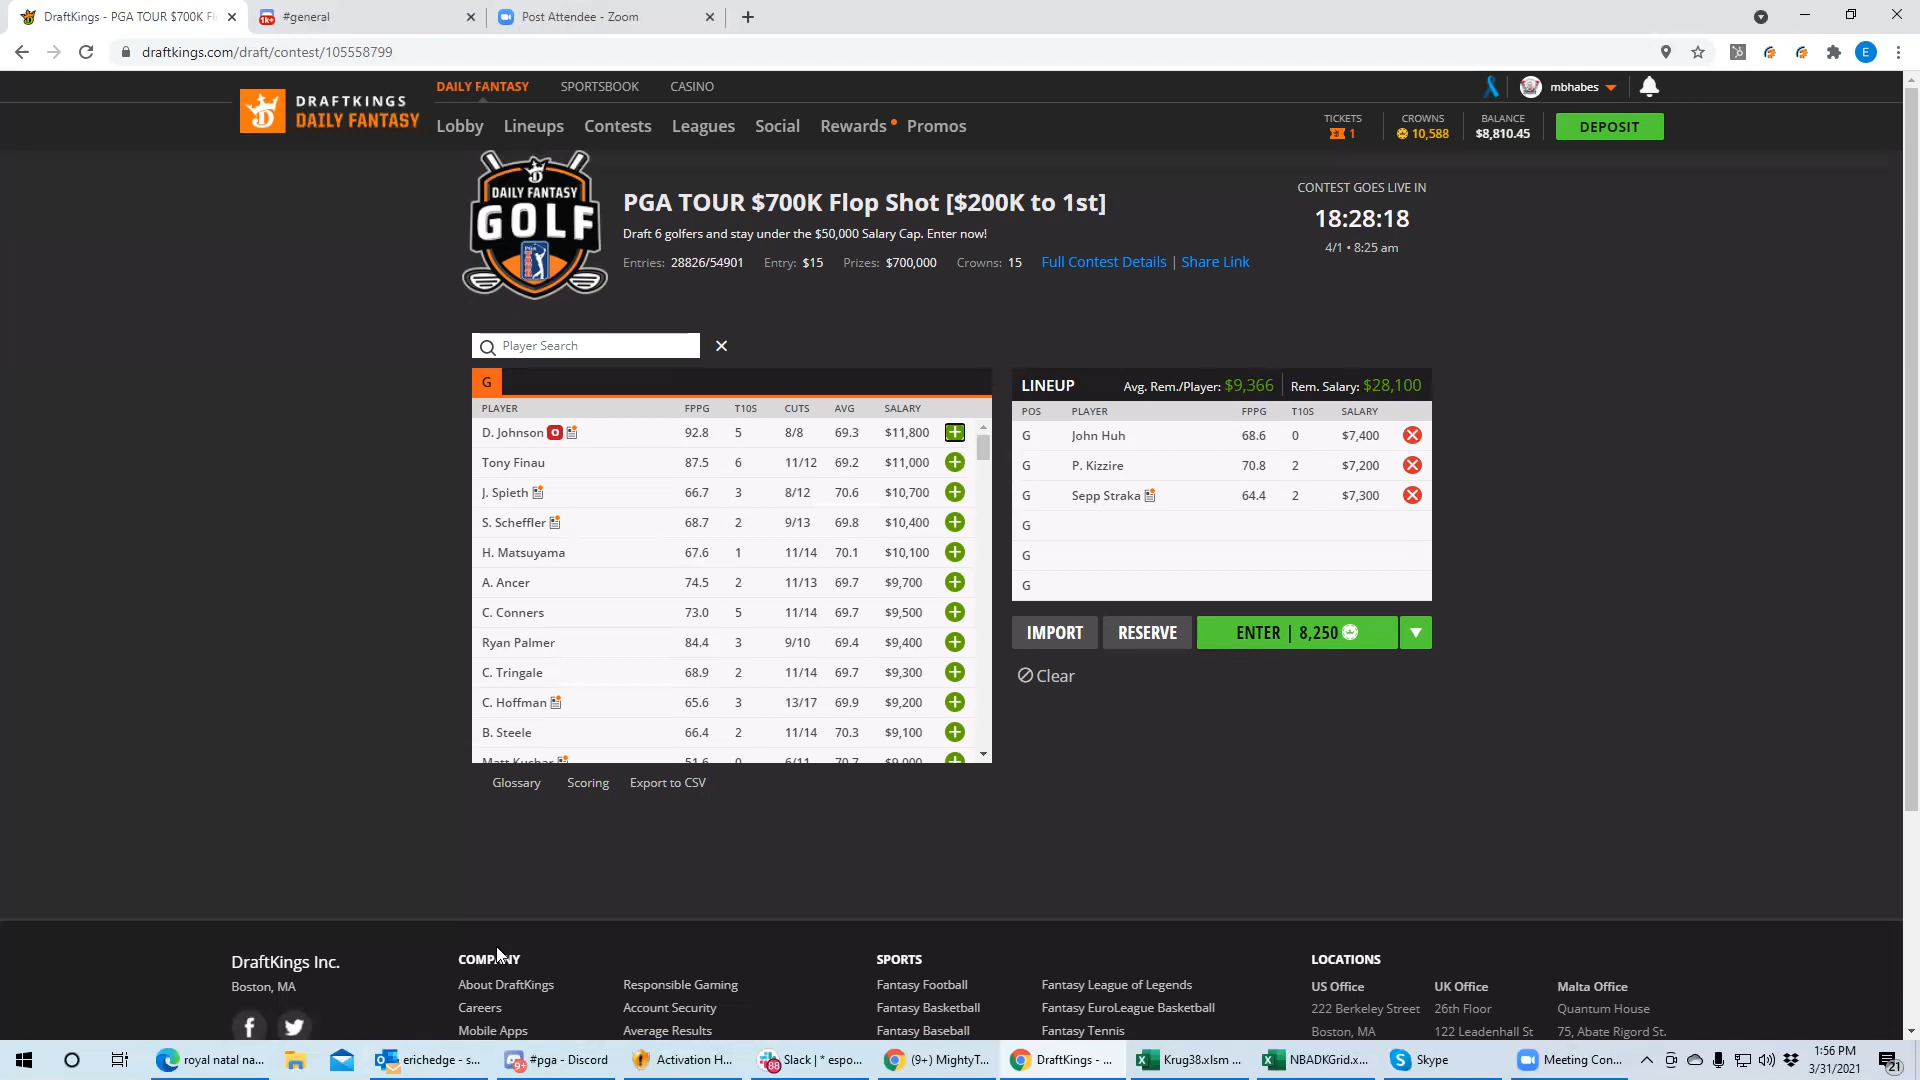 DraftKings - PGA TOUR $700K Fl
#general
Post Attendee - Zoom
draftkings.com/draft/contest/105558799
E
DAILY FANTASY SPORTSBOOK CASINO
mbhabes
DRAFTKINGS
DAILY FANTASY
Lobby Lineups Contests Leagues Social Rewards Promos
TICKETS
1
CROWNS
10,588
BALANCE
$8,810.45
DEPOSIT
DAILY FANTASY
GOLF
PGA TOUR $700K Flop Shot [$200K to 1st]
Draft 6 golfers and stay under the $50,000 Salary Cap. Enter now!
Entries: 28826/54901 Entry: $15 Prizes: $700,000 Crowns: 15 Full Contest Details | Share Link
CONTEST GOES LIVE IN
18:28:18
4/1 • 8:25 am
Player Search
G
PLAYER FPPG T10S CUTS AVG SALARY
D. Johnson O 92.8 5 8/8 69.3 $11,800
Tony Finau 87.5 6 11/12 69.2 $11,000
J. Spieth 66.7 3 8/12 70.6 $10,700
S. Scheffler 68.7 2 9/13 69.8 $10,400
H. Matsuyama 67.6 1 11/14 70.1 $10,100
A. Ancer 74.5 2 11/13 69.7 $9,700
C. Conners 73.0 5 11/14 69.7 $9,500
Ryan Palmer 84.4 3 9/10 69.4 $9,400
C. Tringale 68.9 2 11/14 69.7 $9,300
C. Hoffman 65.6 3 13/17 69.9 $9,200
B. Steele 66.4 2 11/14 70.3 $9,100
Matt Kuchar 51.6 0 6/11 70.7 $9,000
Glossary Scoring Export to CSV
LINEUP Avg. Rem./Player: $9,366 Rem. Salary: $28,100
POS PLAYER FPPG T10S SALARY
G John Huh 68.6 0 $7,400
G P. Kizzire 70.8 2 $7,200
G Sepp Straka 64.4 2 $7,300
G
G
G
IMPORT RESERVE ENTER | 8,250
Clear
DraftKings Inc.
Boston, MA
COMPANY
About DraftKings
Careers
Mobile Apps
Responsible Gaming
Account Security
Average Results
SPORTS
Fantasy Football
Fantasy Basketball
Fantasy Baseball
Fantasy League of Legends
Fantasy EuroLeague Basketball
Fantasy Tennis
LOCATIONS
US Office
222 Berkeley Street
Boston, MA
UK Office
26th Floor
122 Leadenhall St
Malta Office
Quantum House
75, Abate Rigord St.
royal natal na...
erichedge - s...
#pga - Discord
Activation H...
Slack | * espo...
(9+) MightyT...
DraftKings - ...
Krug38.xlsm ...
NBADKGrid.x...
Skype
Meeting Con...
1:56 PM
3/31/2021
21